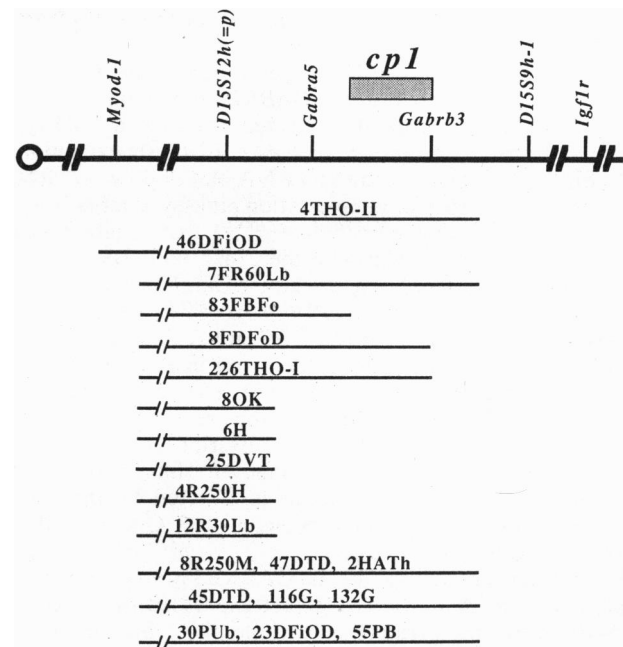 cp1
Myod-1
D15S12h(=p)
Gabra5
Gabrb3
D15S9h-1
Igf1r
4THO-II
46DFiOD
7FR60Lb
83FBFo
8FDFoD
226THO-I
8OK
6H
25DVT
4R250H
12R30Lb
8R250M, 47DTD, 2HATh
45DTD, 116G, 132G
30PUb, 23DFiOD, 55PB